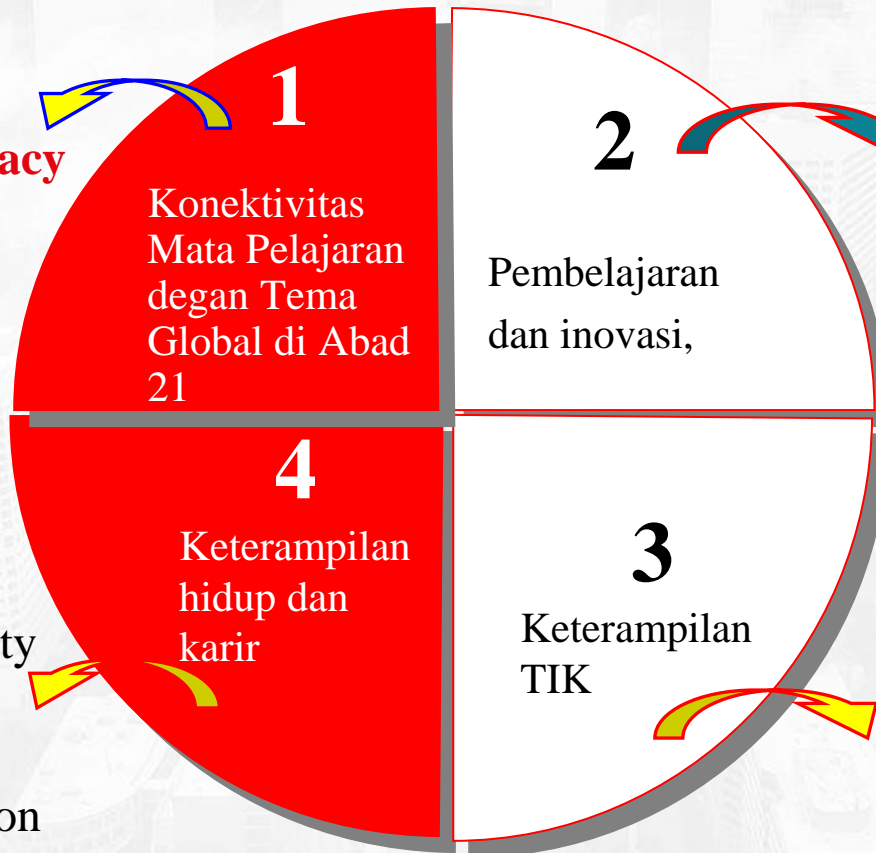 1
acy
Konektivitas
Mata Pelajaran
degan Tema
Global di Abad
21
2
Pembelajaran
dan inovasi,
4
Keterampilan
hidup dan
karir
ty
on
3
Keterampilan
TIK